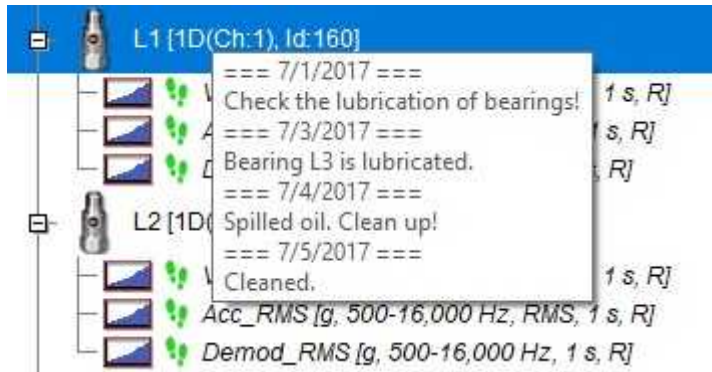 L1 [1D(Ch:1), Id:160]
=== 7/1/2017 ===
Check the lubrication of bearings!
1 s, R]
=== 7/3/2017 ===
s, R]
Bearing L3 is lubricated.
, R]
=== 7/4/2017 ===
L2 [1D(
Spilled oil. Clean up!
=== 7/5/2017 ===
Cleaned.
1 s, R]
Acc_RMS [g, 500-16,000 Hz, RMS, 1 s, R]
Demod_RMS [g, 500-16,000 Hz, 1 s, R]